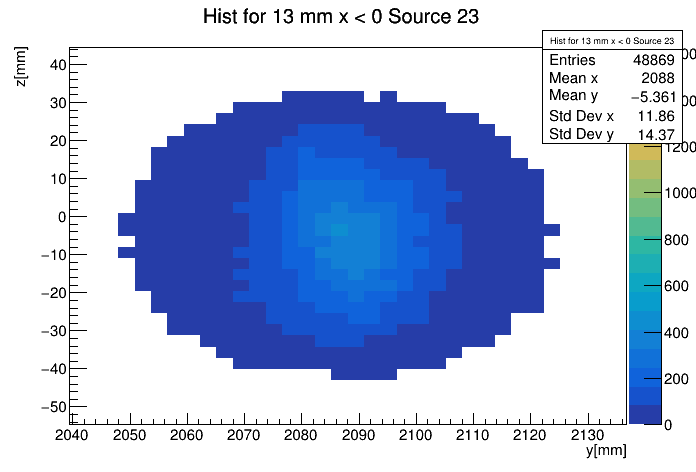 Hist for 13 mm x < 0 Source 23
Hist for 13 mm x < 0 Source 23
Entries 48869
Mean x 2088
Mean y −5.361
Std Dev x 11.86
Std Dev y 14.37
z[mm]
40
30
20
10
0
−10
−20
−30
−40
−50
2040 2050 2060 2070 2080 2090 2100 2110 2120 2130
y[mm]
1200
1000
800
600
400
200
0